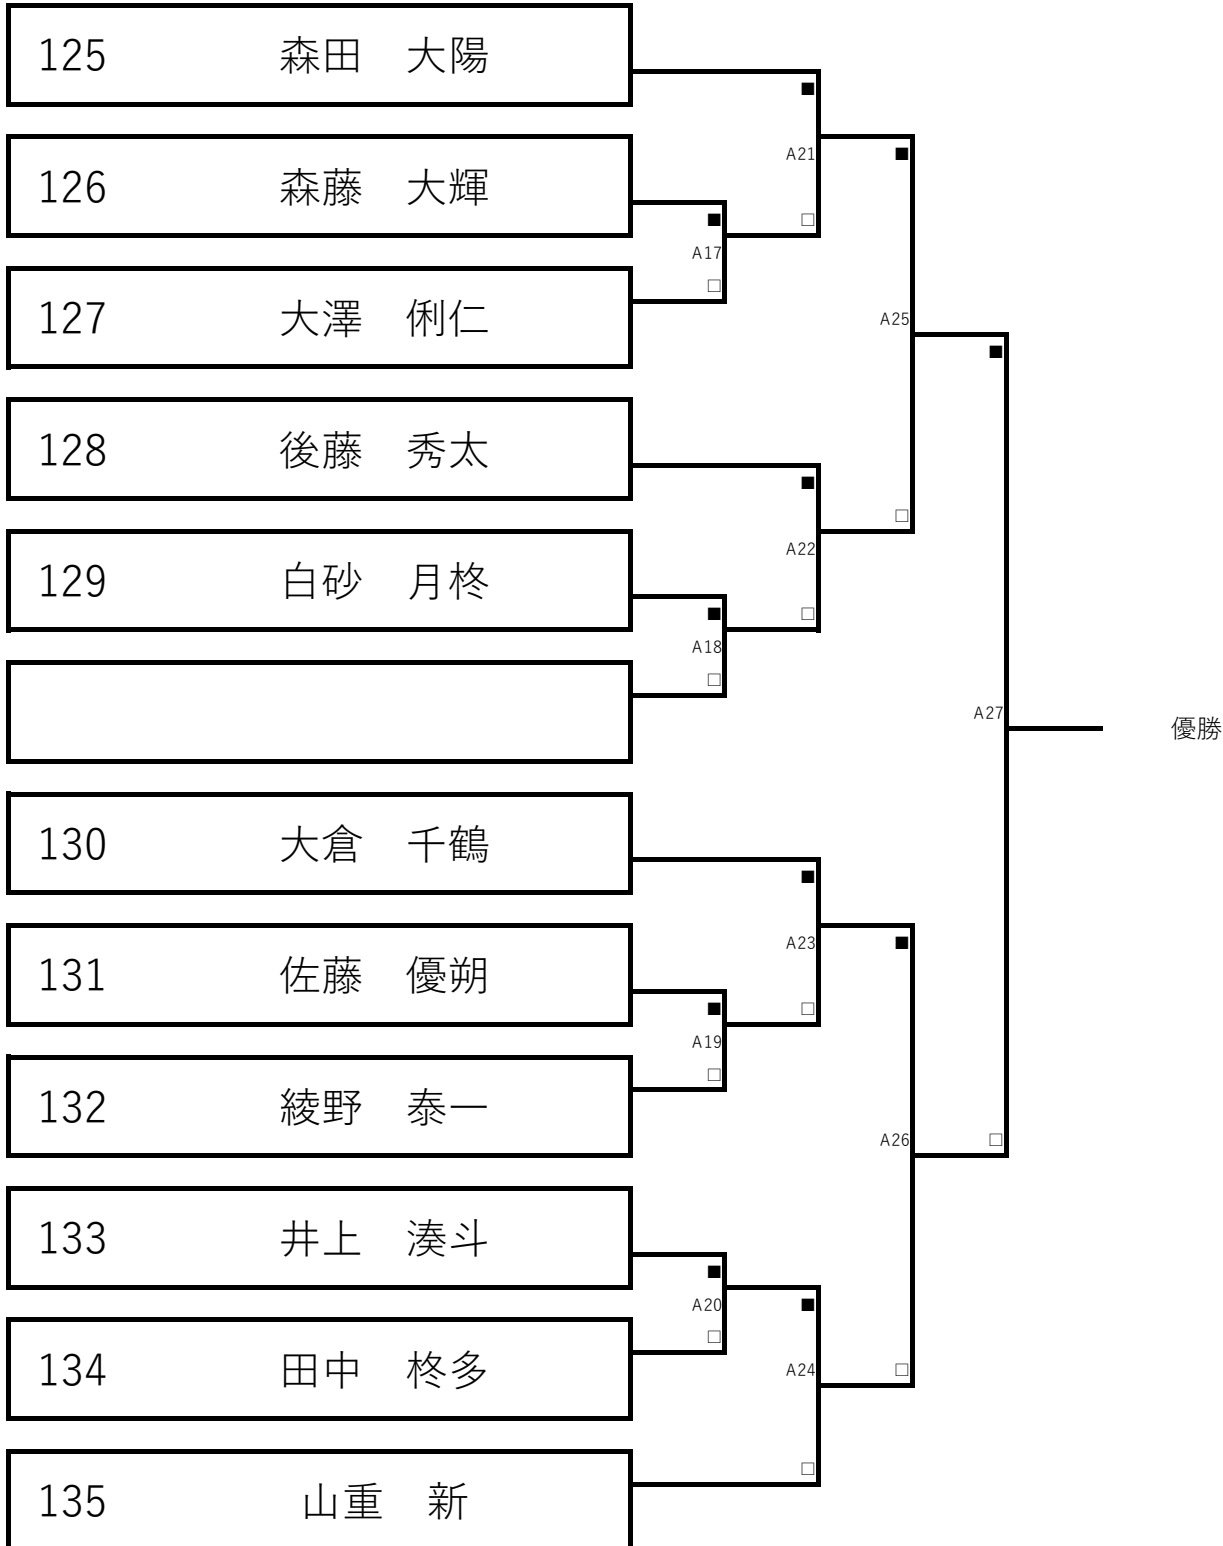 125 森田 大陽
■
A21
■
126 森藤 大輝
■
□
A17
□
127 大澤 俐仁
A25
■
128 後藤 秀太
■
□
A22
129 白砂 月柊
■
□
A18
□
A27
優勝
130 大倉 千鶴
■
A23
■
131 佐藤 優朔
■
□
A19
□
132 綾野 泰一
A26
□
133 井上 湊斗
■
A20
■
□
134 田中 柊多
A24
□
□
135 山重 新